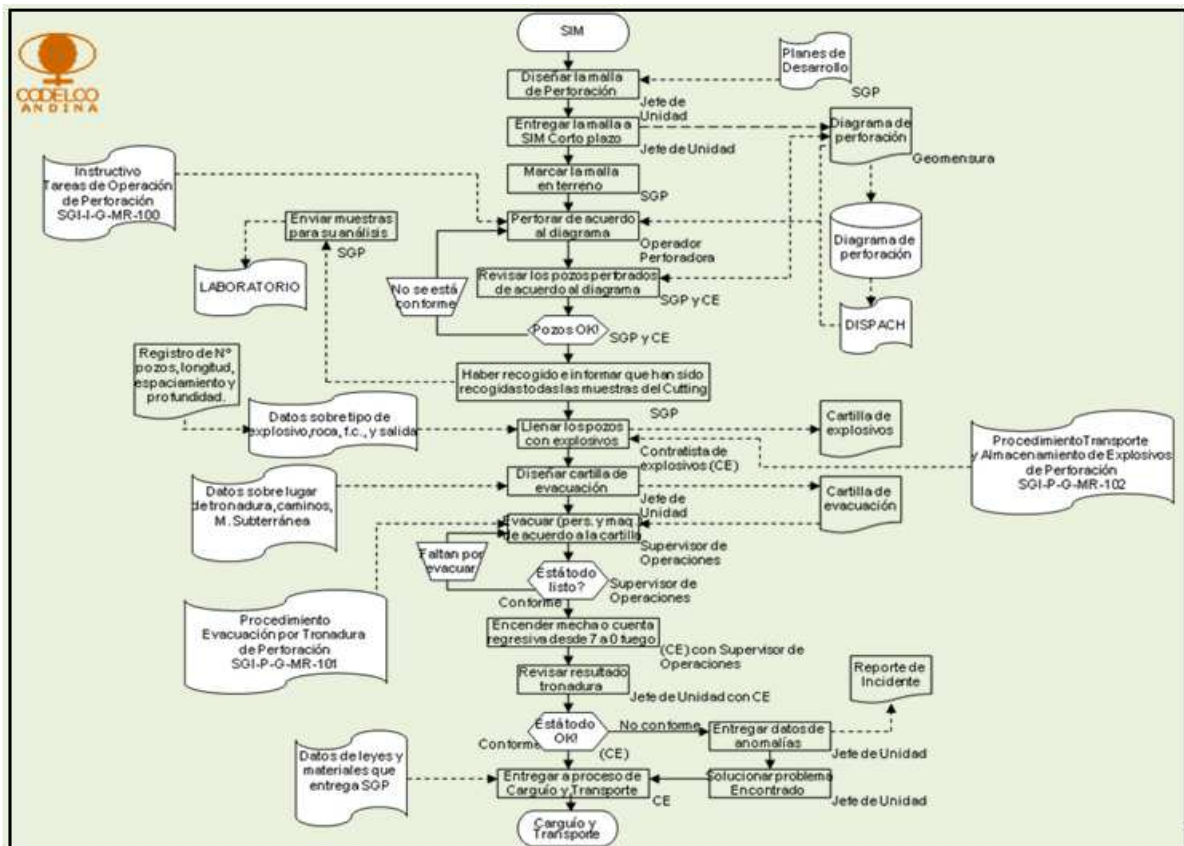 CODELCO
ANDINA
SIM
Planes de
Desarrollo
SGP
Diseñar la malla
de Perforación
Jefe de
Unidad
Entregar la malla a
SIM Corto plazo
Jefe de Unidad
Diagrama de
perforación
Geomensura
Instructivo
Tareas de Operación
de Perforación
SGI-I-G-MR-100
Marcar la malla
en terreno
SGP
Enviar muestras
para su análisis
SGP
Perforar de acuerdo
al diagrama
Operador
Perforadora
Diagrama de
perforación
LABORATORIO
No se está
conforme
Revisar los pozos perforados
de acuerdo al diagrama
SGP y CE
DISPACH
Pozos OK!
SGP y CE
Registro de Nº
pozos, longitud,
espaciamiento y
profundidad.
Haber recogido e informar que han sido
recogidas todas las muestras del Cutting
SGP
Datos sobre tipo de
explosivo, roca, f.c., y salida
Llenar los pozos
con explosivos
Contratista de
explosivos (CE)
Cartilla de
explosivos
Procedimiento Transporte
y Almacenamiento de Explosivos
de Perforación
SGI-P-G-MR-102
Datos sobre lugar
de tronadura, caminos,
M. Subterránea
Diseñar cartilla de
evacuación
Jefe de
Unidad
Cartilla de
evacuación
Evacuar (pers. y maq.)
de acuerdo a la cartilla
Supervisor de
Operaciones
Faltan por
evacuar
Está todo
listo?
Supervisor de
Operaciones
Conforme
Procedimiento
Evacuación por Tronadura
de Perforación
SGI-P-G-MR-101
Encender mecha o cuenta
regresiva desde 7 a 0 fuego
(CE) con Supervisor de
Operaciones
Revisar resultado
tronadura
Jefe de Unidad con CE
Reporte de
Incidente
Está todo
OK!
No conforme
Conforme
(CE)
Entregar datos de
anomalías
Jefe de Unidad
Datos de leyes y
materiales que
entrega SGP
Entregar a proceso de
Carguío y Transporte
CE
Solucionar problema
Encontrado
Jefe de Unidad
Carguío y
Transporte